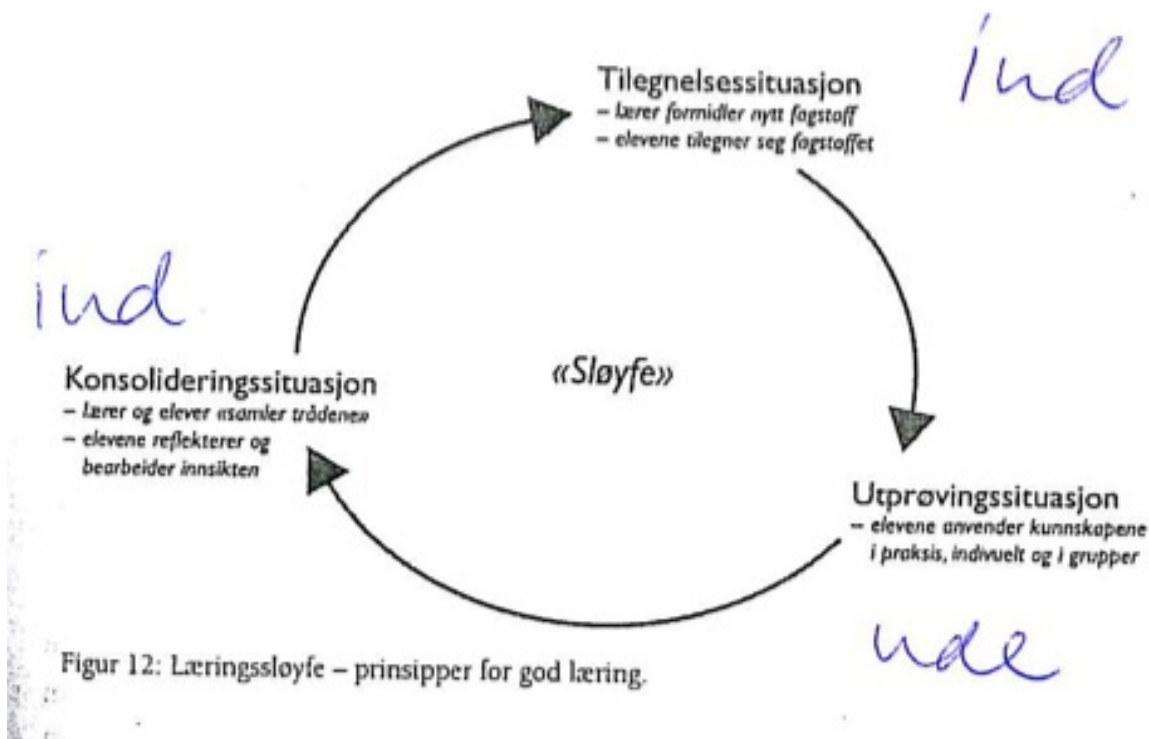 Tilegnelsessituasjon
– lærer formidler nytt fagstoff
– elevene tilegner seg fagstoffet
ind
ind
Konsolideringssituasjon
– lærer og elever «samler trådene»
– elevene reflekterer og
bearbeider innsikten
«Sløyfe»
Utprøvingssituasjon
– elevene anvender kunnskapene
i praksis, indivuelt og i grupper
ude
Figur 12: Læringssløyfe – prinsipper for god læring.